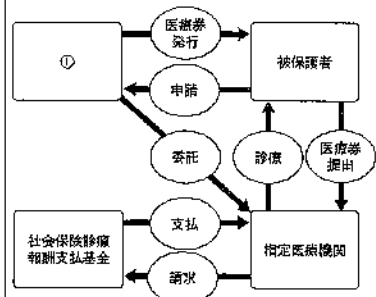 医療券
発行
①
被保護者
申請
委託
診療
医療券
提出
社会保険診療
報酬支払基金
支払
請求
指定医療機関